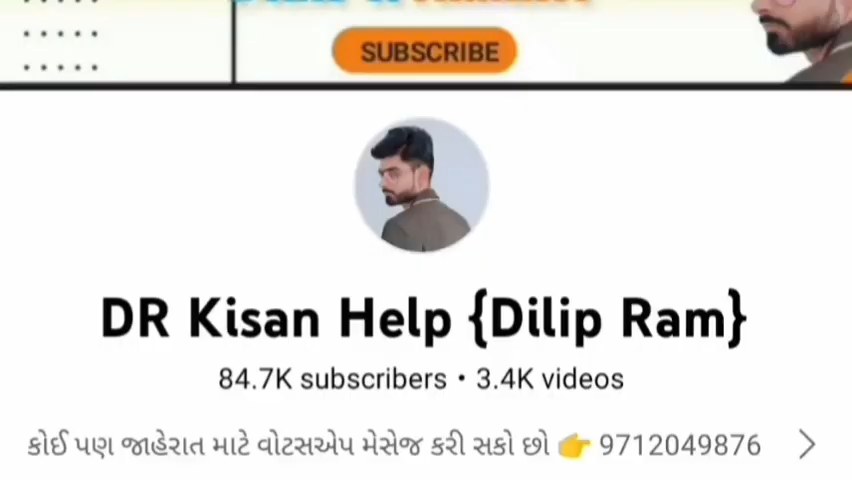 SUBSCRIBE
DR Kisan Help {Dilip Ram}
84.7K subscribers • 3.4K videos
કોઈ પણ જાહેરાત માટે વોટસએપ મેસેજ કરી સકો છો 👉 9712049876